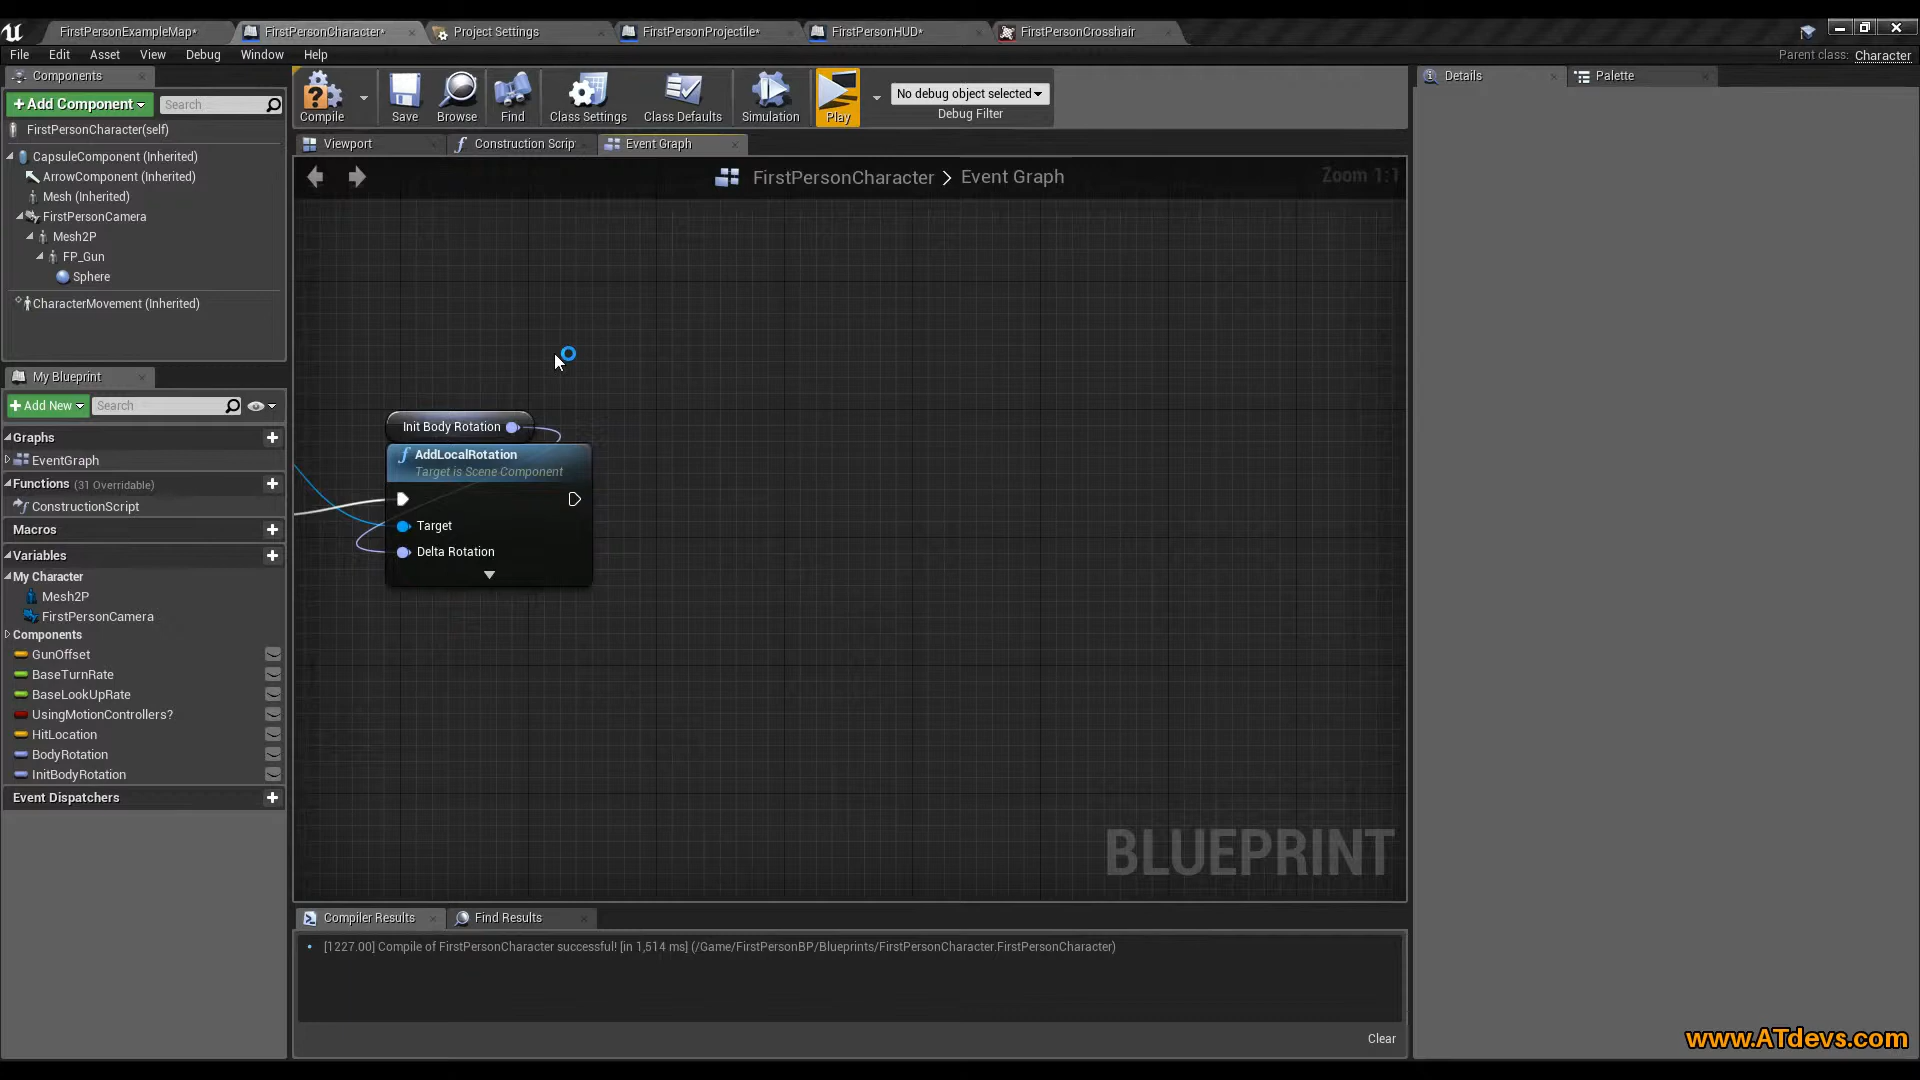 FirstPersonExampleMap*
FirstPersonCharacter*
Project Settings
FirstPersonProjectile*
FirstPersonHUD*
FirstPersonCrosshair
File Edit Asset View Debug Window Help
Parent class: Character
Components
+Add Component
Search
FirstPersonCharacter(self)
CapsuleComponent (Inherited)
ArrowComponent (Inherited)
Mesh (Inherited)
FirstPersonCamera
Mesh2P
FP_Gun
Sphere
CharacterMovement (Inherited)
My Blueprint
+Add New
Search
Graphs
EventGraph
Functions (31 Overridable)
ConstructionScript
Macros
Variables
My Character
Mesh2P
FirstPersonCamera
Components
GunOffset
BaseTurnRate
BaseLookUpRate
UsingMotionControllers?
HitLocation
BodyRotation
InitBodyRotation
Event Dispatchers
Compile
Save
Browse
Find
Class Settings
Class Defaults
Simulation
Play
No debug object selected
Debug Filter
Viewport
Construction Scrip
Event Graph
FirstPersonCharacter > Event Graph
Zoom 1:1
Init Body Rotation
AddLocalRotation
Target is Scene Component
Target
Delta Rotation
BLUEPRINT
Compiler Results
Find Results
[1227.00] Compile of FirstPersonCharacter successful! [in 1,514 ms] (/Game/FirstPersonBP/Blueprints/FirstPersonCharacter.FirstPersonCharacter)
Clear
Details
Palette
www.ATdevs.com